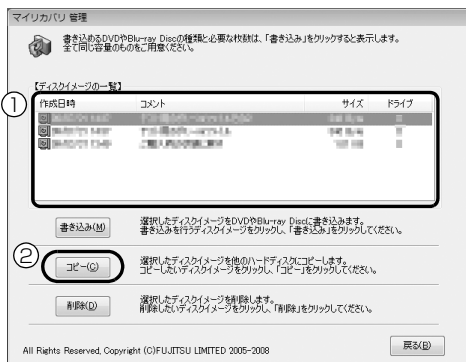 マイリカバリ 管理
書き込めるDVDやBlu-ray Discの種類と必要な枚数は、「書き込み」をクリックすると表示します。
全て同じ容量のものをご用意ください。
【ディスクイメージの一覧】
①
作成日時 コメント サイズ ドライブ
書き込み(M)
選択したディスクイメージをDVDやBlu-ray Discに書き込みます。
書き込みを行うディスクイメージをクリックし、「書き込み」をクリックしてください。
②
コピー(C)
選択したディスクイメージを他のハードディスクにコピーします。
コピーしたいディスクイメージをクリックし、「コピー」をクリックしてください。
削除(D)
選択したディスクイメージを削除します。
削除したいディスクイメージをクリックし、「削除」をクリックしてください。
All Rights Reserved, Copyright (C)FUJITSU LIMITED 2005-2008
戻る(B)